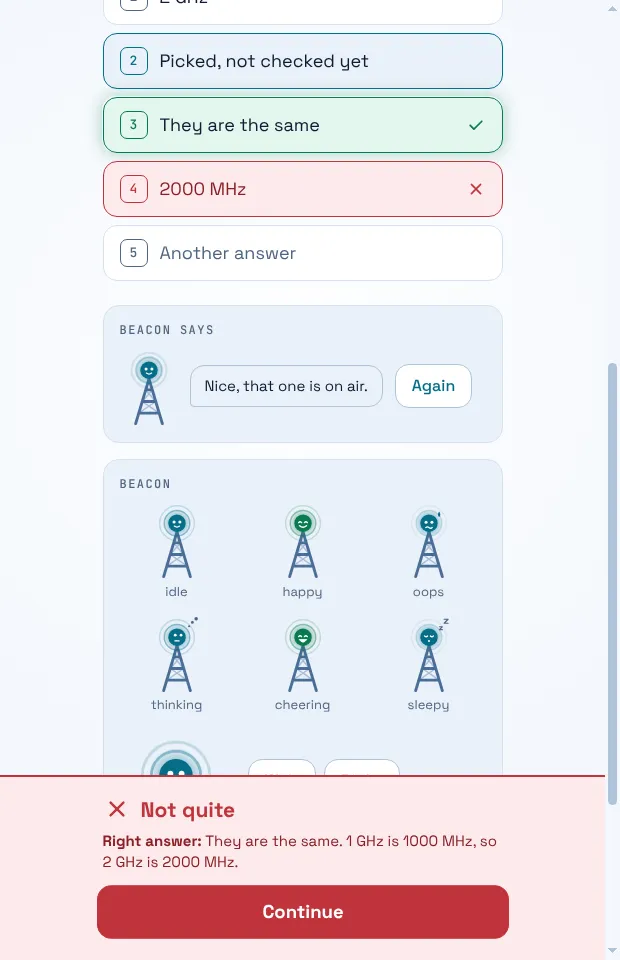 2 Picked, not checked yet
3 They are the same
4 2000 MHz
5 Another answer
BEACON SAYS
Nice, that one is on air.
Again
BEACON
idle happy oops
z
z
thinking cheering sleepy
Not quite
Right answer: They are the same. 1 GHz is 1000 MHz, so
2 GHz is 2000 MHz.
Continue